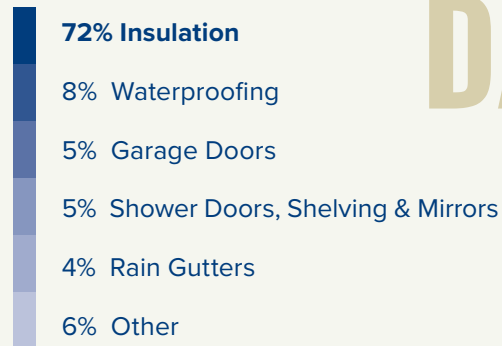 72% Insulation
8% Waterproofing
5% Garage Doors
5% Shower Doors, Shelving & Mirrors
4% Rain Gutters
6% Other